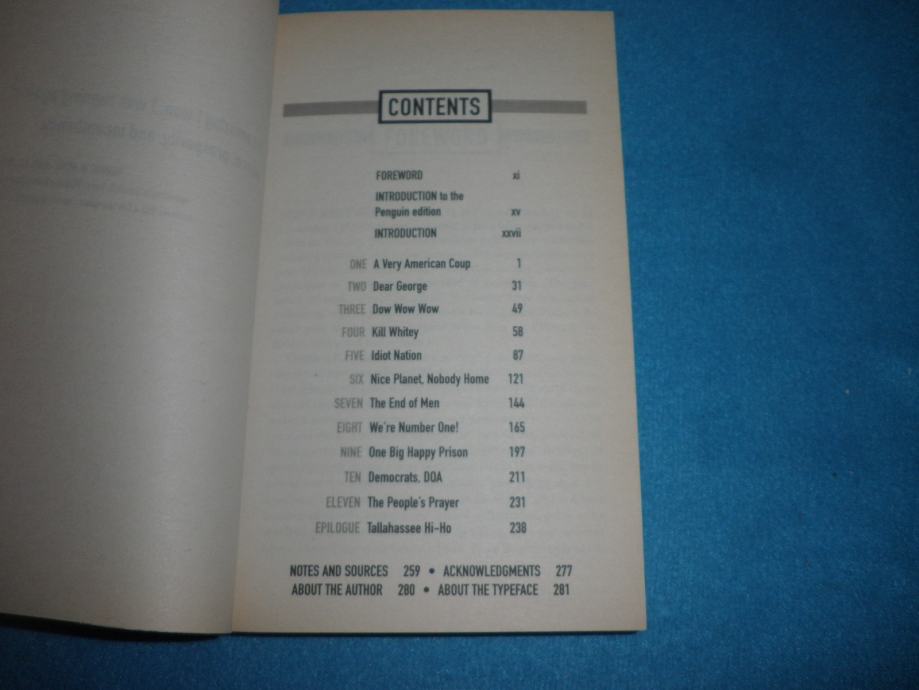 CONTENTS
FOREWORD xi
INTRODUCTION to the
Penguin edition xv
INTRODUCTION xxvii
ONE A Very American Coup 1
TWO Dear George 31
THREE Dow Wow Wow 49
FOUR Kill Whitey 58
FIVE Idiot Nation 87
SIX Nice Planet, Nobody Home 121
SEVEN The End of Men 144
EIGHT We're Number One! 165
NINE One Big Happy Prison 197
TEN Democrats, DOA 211
ELEVEN The People's Prayer 231
EPILOGUE Tallahassee Hi-Ho 238
NOTES AND SOURCES 259 • ACKNOWLEDGMENTS 277
ABOUT THE AUTHOR 280 • ABOUT THE TYPEFACE 281